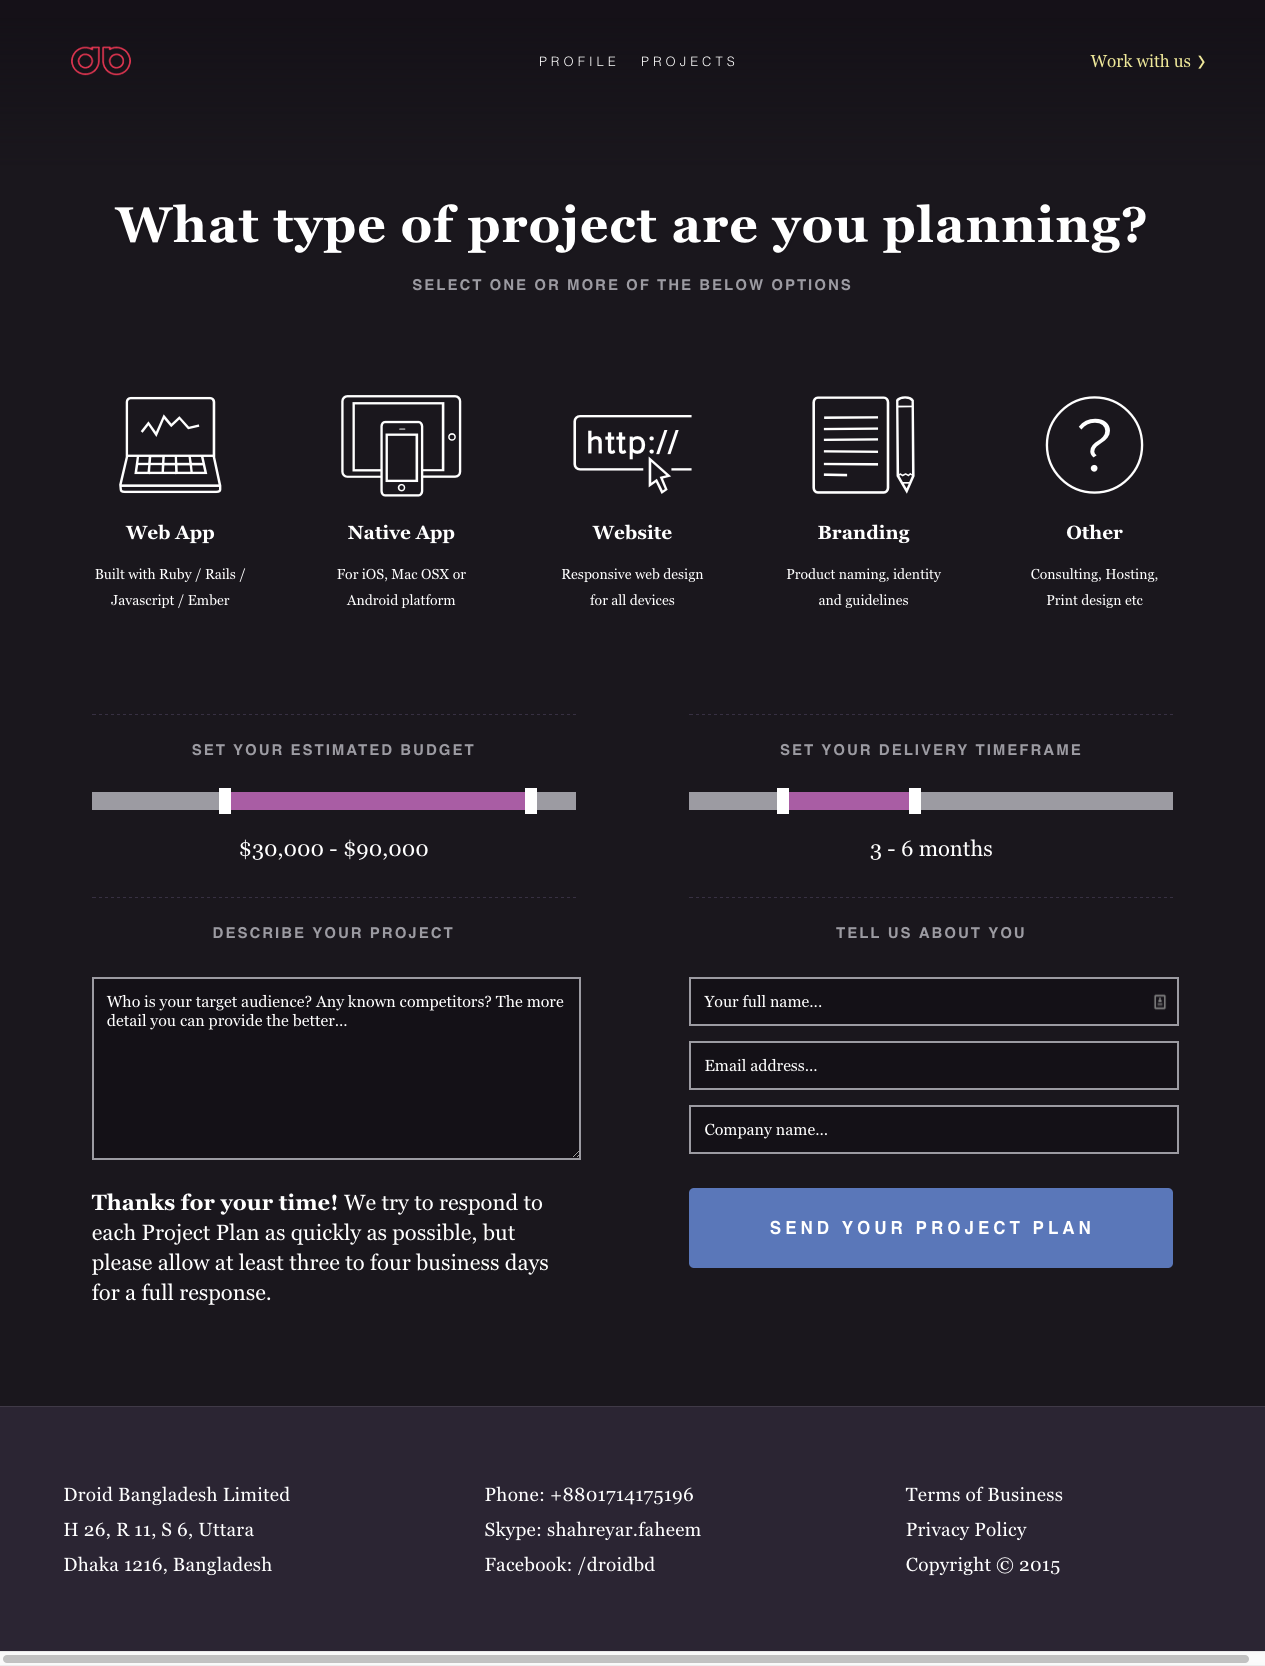 PROFILE PROJECTS
Work with us ❯
What type of project are you planning?
SELECT ONE OR MORE OF THE BELOW OPTIONS
http://
?
Web App
Built with Ruby / Rails /
Javascript / Ember
Native App
For iOS, Mac OSX or
Android platform
Website
Responsive web design
for all devices
Branding
Product naming, identity
and guidelines
Other
Consulting, Hosting,
Print design etc
SET YOUR ESTIMATED BUDGET
$30,000 - $90,000
SET YOUR DELIVERY TIMEFRAME
3 - 6 months
DESCRIBE YOUR PROJECT
Who is your target audience? Any known competitors? The more
detail you can provide the better...
TELL US ABOUT YOU
Your full name...
Email address...
Company name...
Thanks for your time! We try to respond to
each Project Plan as quickly as possible, but
please allow at least three to four business days
for a full response.
SEND YOUR PROJECT PLAN
Droid Bangladesh Limited
H 26, R 11, S 6, Uttara
Dhaka 1216, Bangladesh
Phone: +8801714175196
Skype: shahreyar.faheem
Facebook: /droidbd
Terms of Business
Privacy Policy
Copyright © 2015